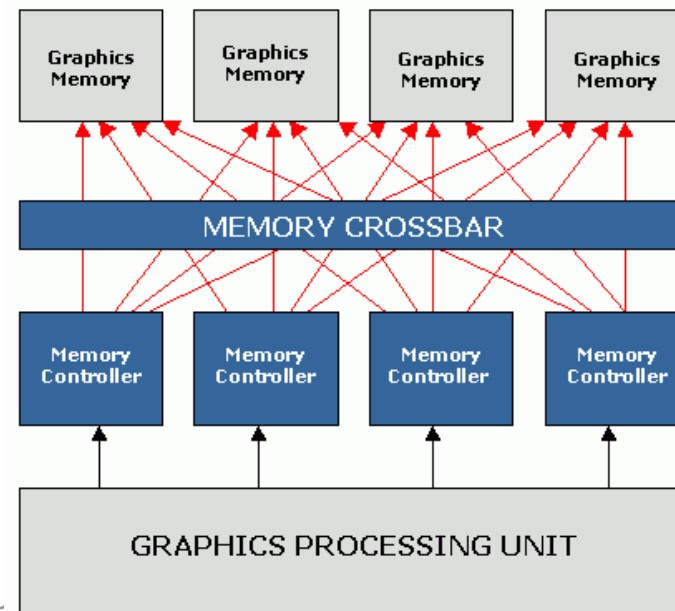 Graphics
Memory
Graphics
Memory
Graphics
Memory
Graphics
Memory
MEMORY CROSSBAR
Memory
Controller
Memory
Controller
Memory
Controller
Memory
Controller
GRAPHICS PROCESSING UNIT